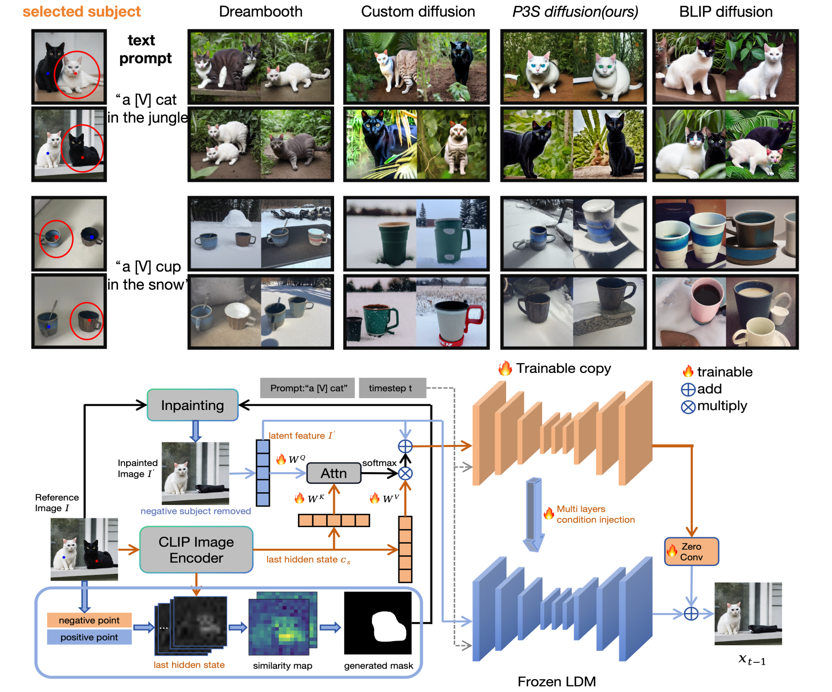 selected subject
Dreambooth
Custom diffusion
P3S diffusion(ours)
BLIP diffusion
text
prompt
“a [V] cat
in the jungle
“a [V] cup
in the snow”
Prompt:“a [V] cat”
timestep t
Trainable copy
trainable
add
multiply
Inpainting
latent feature I'
Inpainted
Image I'
W^Q
softmax
Attn
negative subject removed
W^K
W^V
Multi layers
condition injection
Reference
Image I
CLIP Image
Encoder
last hidden state c_s
Zero
Conv
negative point
positive point
...
last hidden state
similarity map
generated mask
x_{t−1}
Frozen LDM